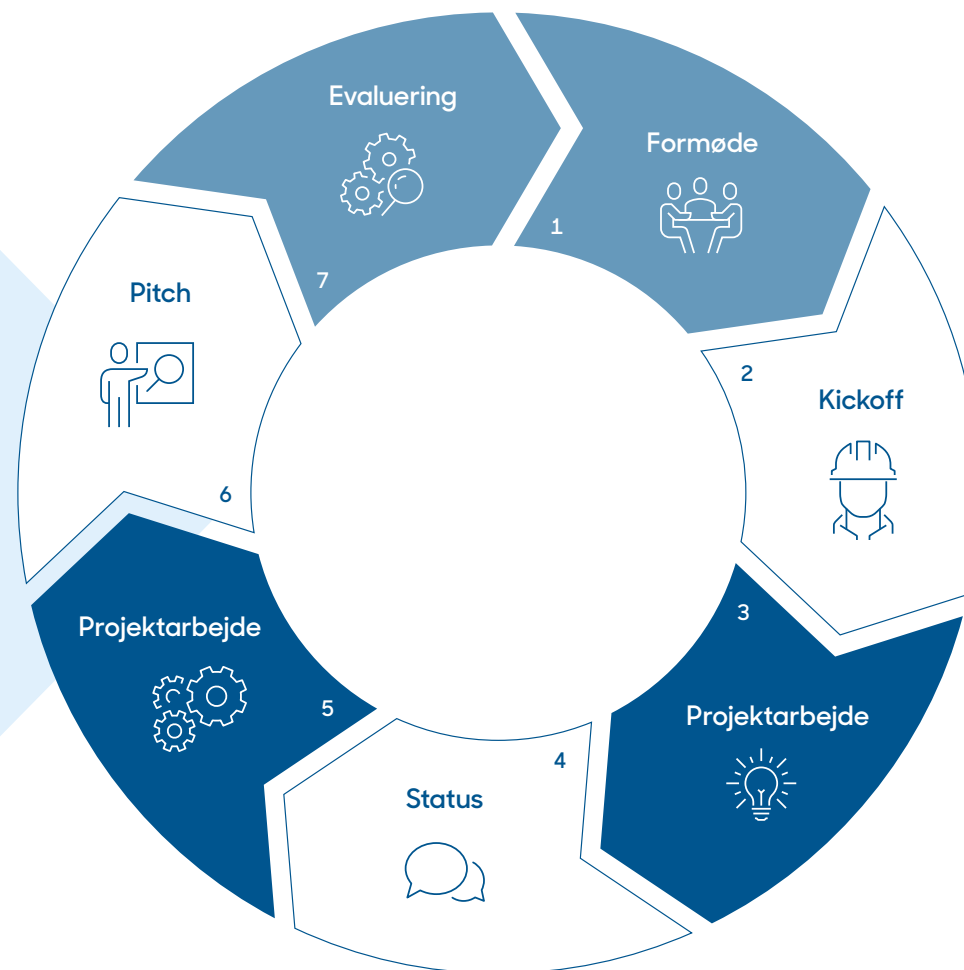 Formøde
1
Kickoff
2
Projektarbejde
3
Status
4
Projektarbejde
5
Pitch
6
Evaluering
7